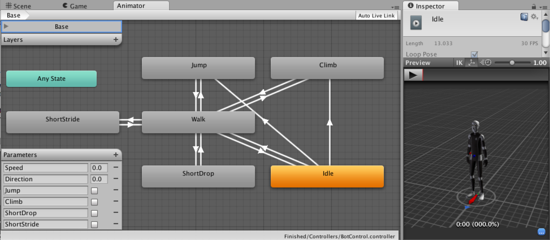 Scene
Game
Animator
Base
Auto Live Link
Base
Layers
Any State
Jump
Climb
ShortStride
Walk
ShortDrop
Idle
Parameters
Speed 0.0
Direction 0.0
Jump
Climb
ShortDrop
ShortStride
Finished/Controllers/BotControl.controller
Inspector
Idle
Length 13.033 30 FPS
Loop Pose
Preview IK 1.00
0:00 (000.0%)